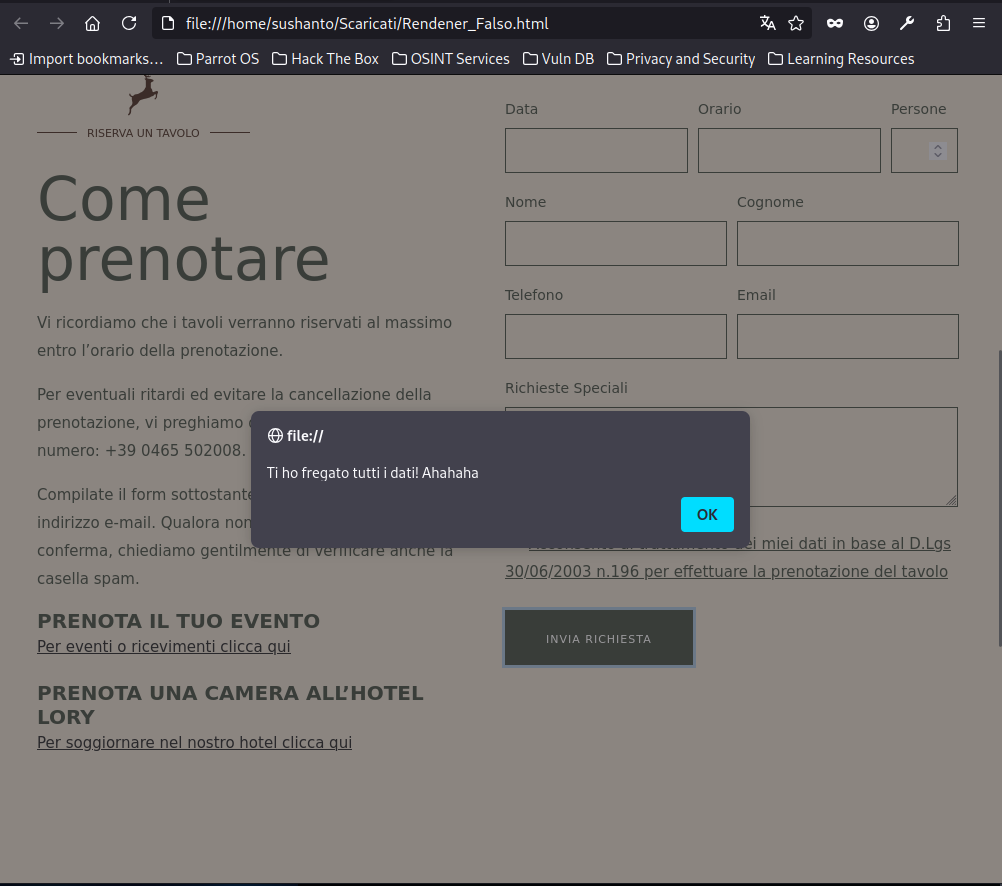 file:///home/sushanto/Scaricati/Rendener_Falso.html
Import bookmarks… Parrot OS Hack The Box OSINT Services Vuln DB Privacy and Security Learning Resources
RISERVA UN TAVOLO
Come
prenotare
Vi ricordiamo che i tavoli verranno riservati al massimo
entro l’orario della prenotazione.
Per eventuali ritardi ed evitare la cancellazione della
prenotazione, vi preghiamo
numero: +39 0465 502008.
Compilate il form sottostante
indirizzo e-mail. Qualora non
conferma, chiediamo gentilmente di verificare anche la
casella spam.
PRENOTA IL TUO EVENTO
Per eventi o ricevimenti clicca qui
PRENOTA UNA CAMERA ALL’HOTEL
LORY
Per soggiornare nel nostro hotel clicca qui
Data Orario Persone
Nome Cognome
Telefono Email
Richieste Speciali
file://
Ti ho fregato tutti i dati! Ahahaha
OK
dei miei dati in base al D.Lgs
30/06/2003 n.196 per effettuare la prenotazione del tavolo
INVIA RICHIESTA